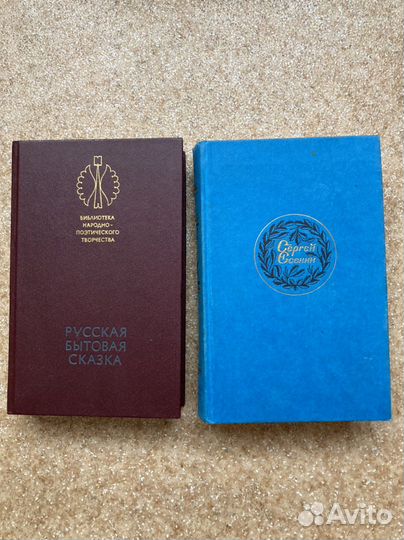 БИБЛИОТЕКА
НАРОДНО-
ПОЭТИЧЕСКОГО
ТВОРЧЕСТВА
РУССКАЯ
БЫТОВАЯ
СКАЗКА
Сергей
Есенин
Avito